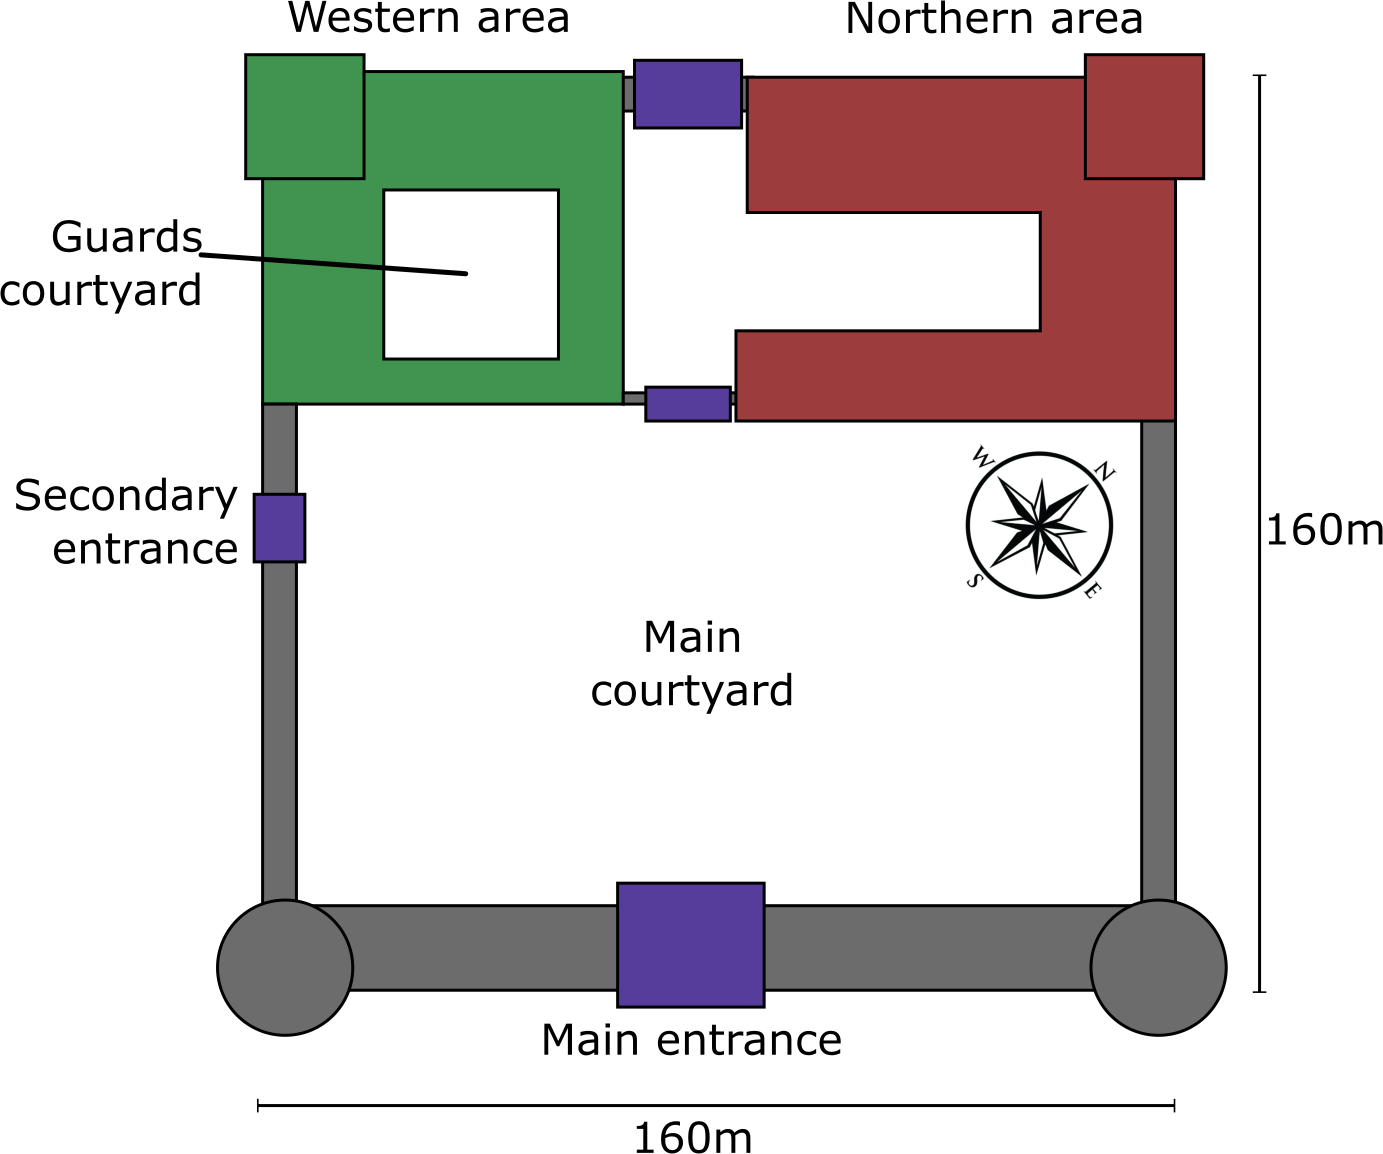 Western area
Northern area
Guards
courtyard
W
N
Secondary
entrance
160m
S
E
Main
courtyard
Main entrance
160m